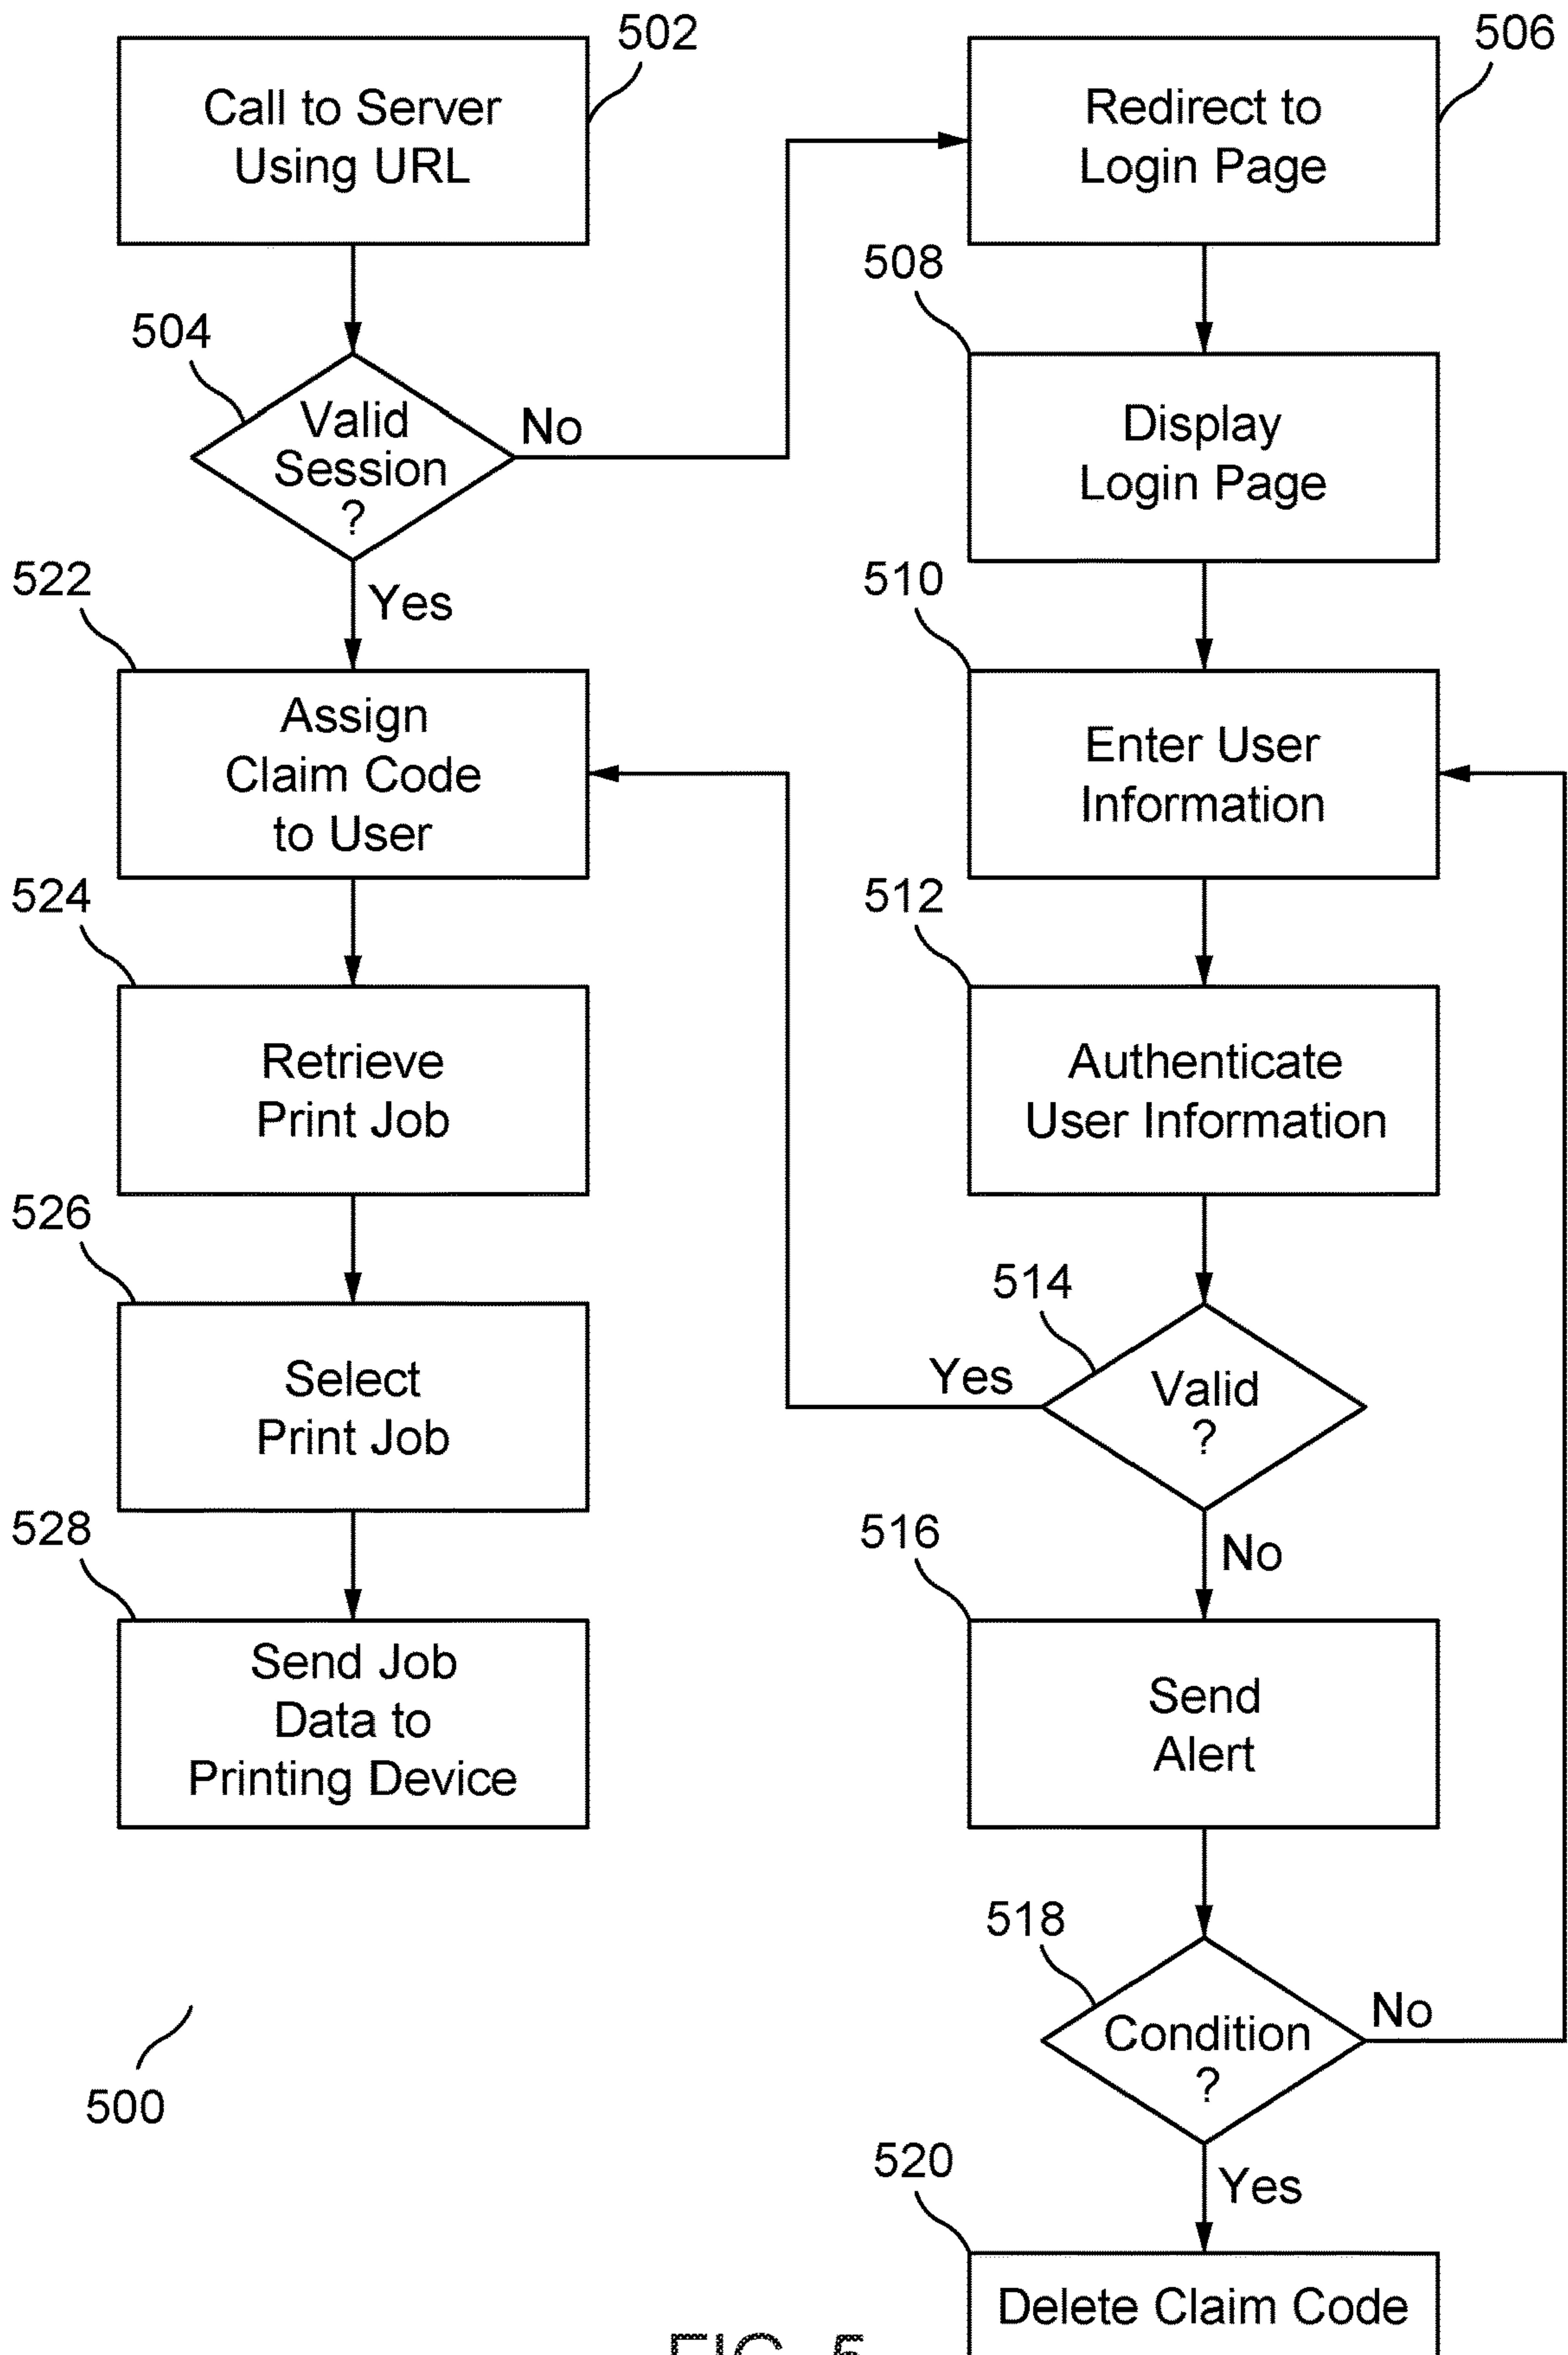 502
Call to Server
Using URL
504
Valid
Session
?
No
Yes
522
Assign
Claim Code
to User
524
Retrieve
Print Job
526
Select
Print Job
528
Send Job
Data to
Printing Device
500
506
Redirect to
Login Page
508
Display
Login Page
510
Enter User
Information
512
Authenticate
User Information
514
Valid
?
Yes
No
516
Send
Alert
518
Condition
?
No
Yes
520
Delete Claim Code
FIG. 5